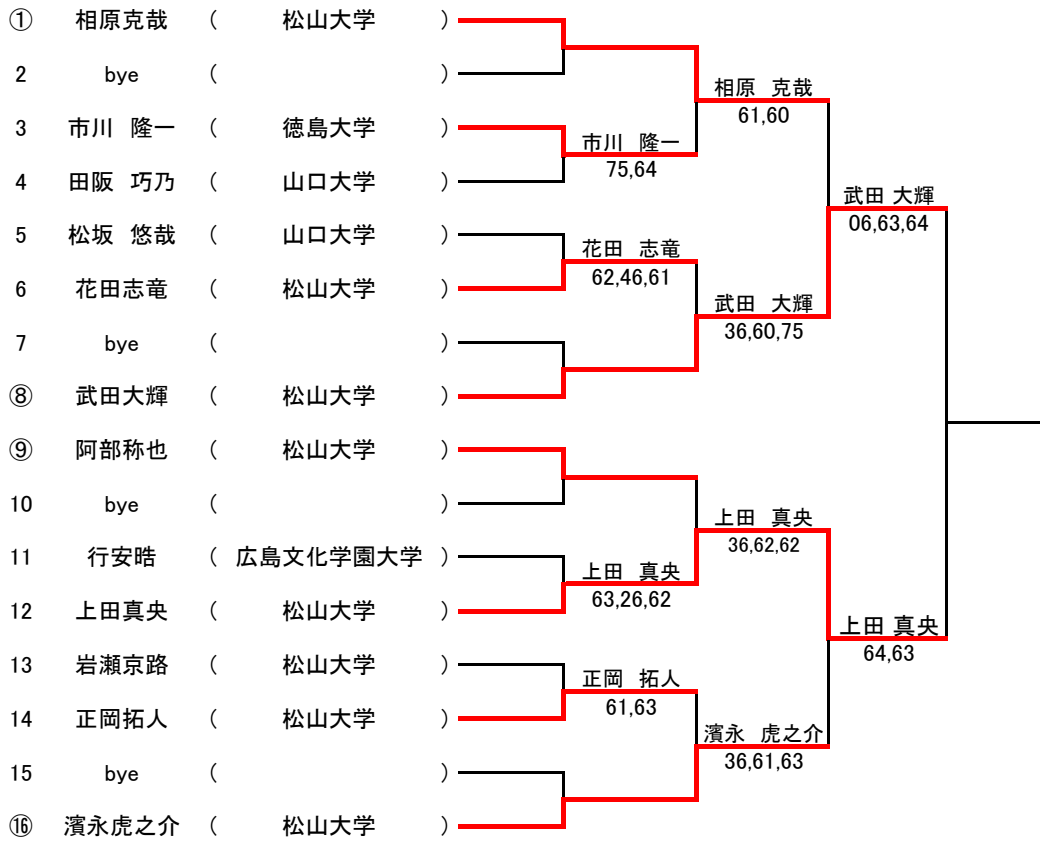 ① 相原克哉 ( 松山大学 )
2 bye ( )
相原 克哉
61,60
3 市川 隆一 ( 徳島大学 )
市川 隆一
75,64
4 田阪 巧乃 ( 山口大学 )
武田 大輝
06,63,64
5 松坂 悠哉 ( 山口大学 )
花田 志竜
62,46,61
6 花田志竜 ( 松山大学 )
武田 大輝
36,60,75
7 bye ( )
⑧ 武田大輝 ( 松山大学 )
⑨ 阿部称也 ( 松山大学 )
10 bye ( )
上田 真央
36,62,62
11 行安晧 ( 広島文化学園大学 )
上田 真央
63,26,62
12 上田真央 ( 松山大学 )
上田 真央
64,63
13 岩瀬京路 ( 松山大学 )
正岡 拓人
61,63
14 正岡拓人 ( 松山大学 )
濱永 虎之介
36,61,63
15 bye ( )
⑯ 濱永虎之介 ( 松山大学 )